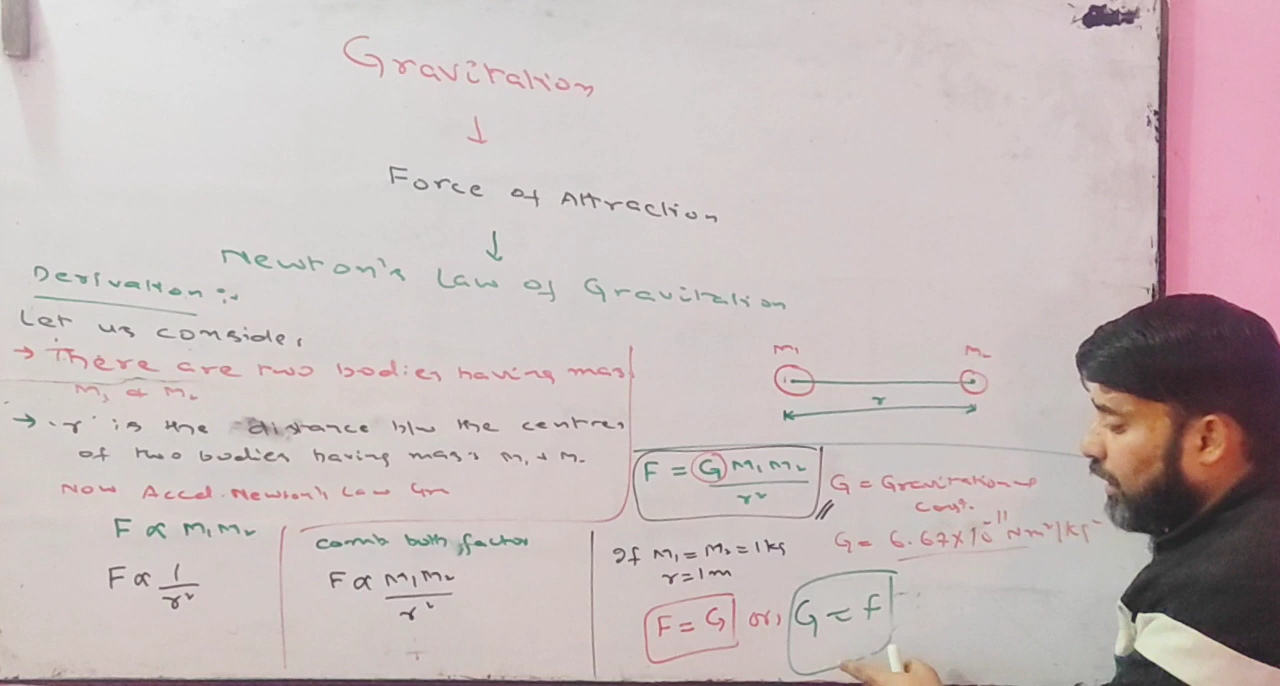 Gravitation
↓
Force of Attraction
↓
Newton's Law of Gravitation
Derivation :-
Let us consider
→ There are two bodies having mass
M₁ & M₂
→ 'r' is the distance b/w the centres
of two bodies having mass M₁ & M₂
Now Accd. Newton's Law Gra
F ∝ M₁M₂
F ∝ 1/r²
comb both factor
F ∝ M₁M₂/r²
M₁ M₂
r
F = G M₁M₂/r²
G = Gravitation
const.
G = 6.67×10⁻¹¹ Nm²/kg²
If M₁ = M₂ = 1kg
r = 1m
F = G or, G = F